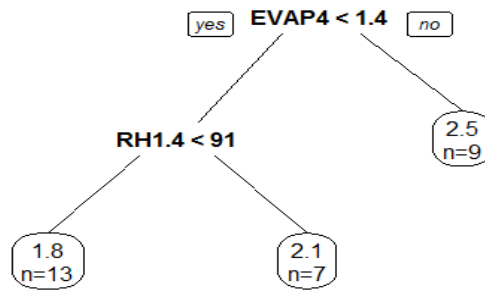 yes EVAP4 < 1.4 no
RH1.4 < 91
2.5
n=9
1.8
n=13
2.1
n=7